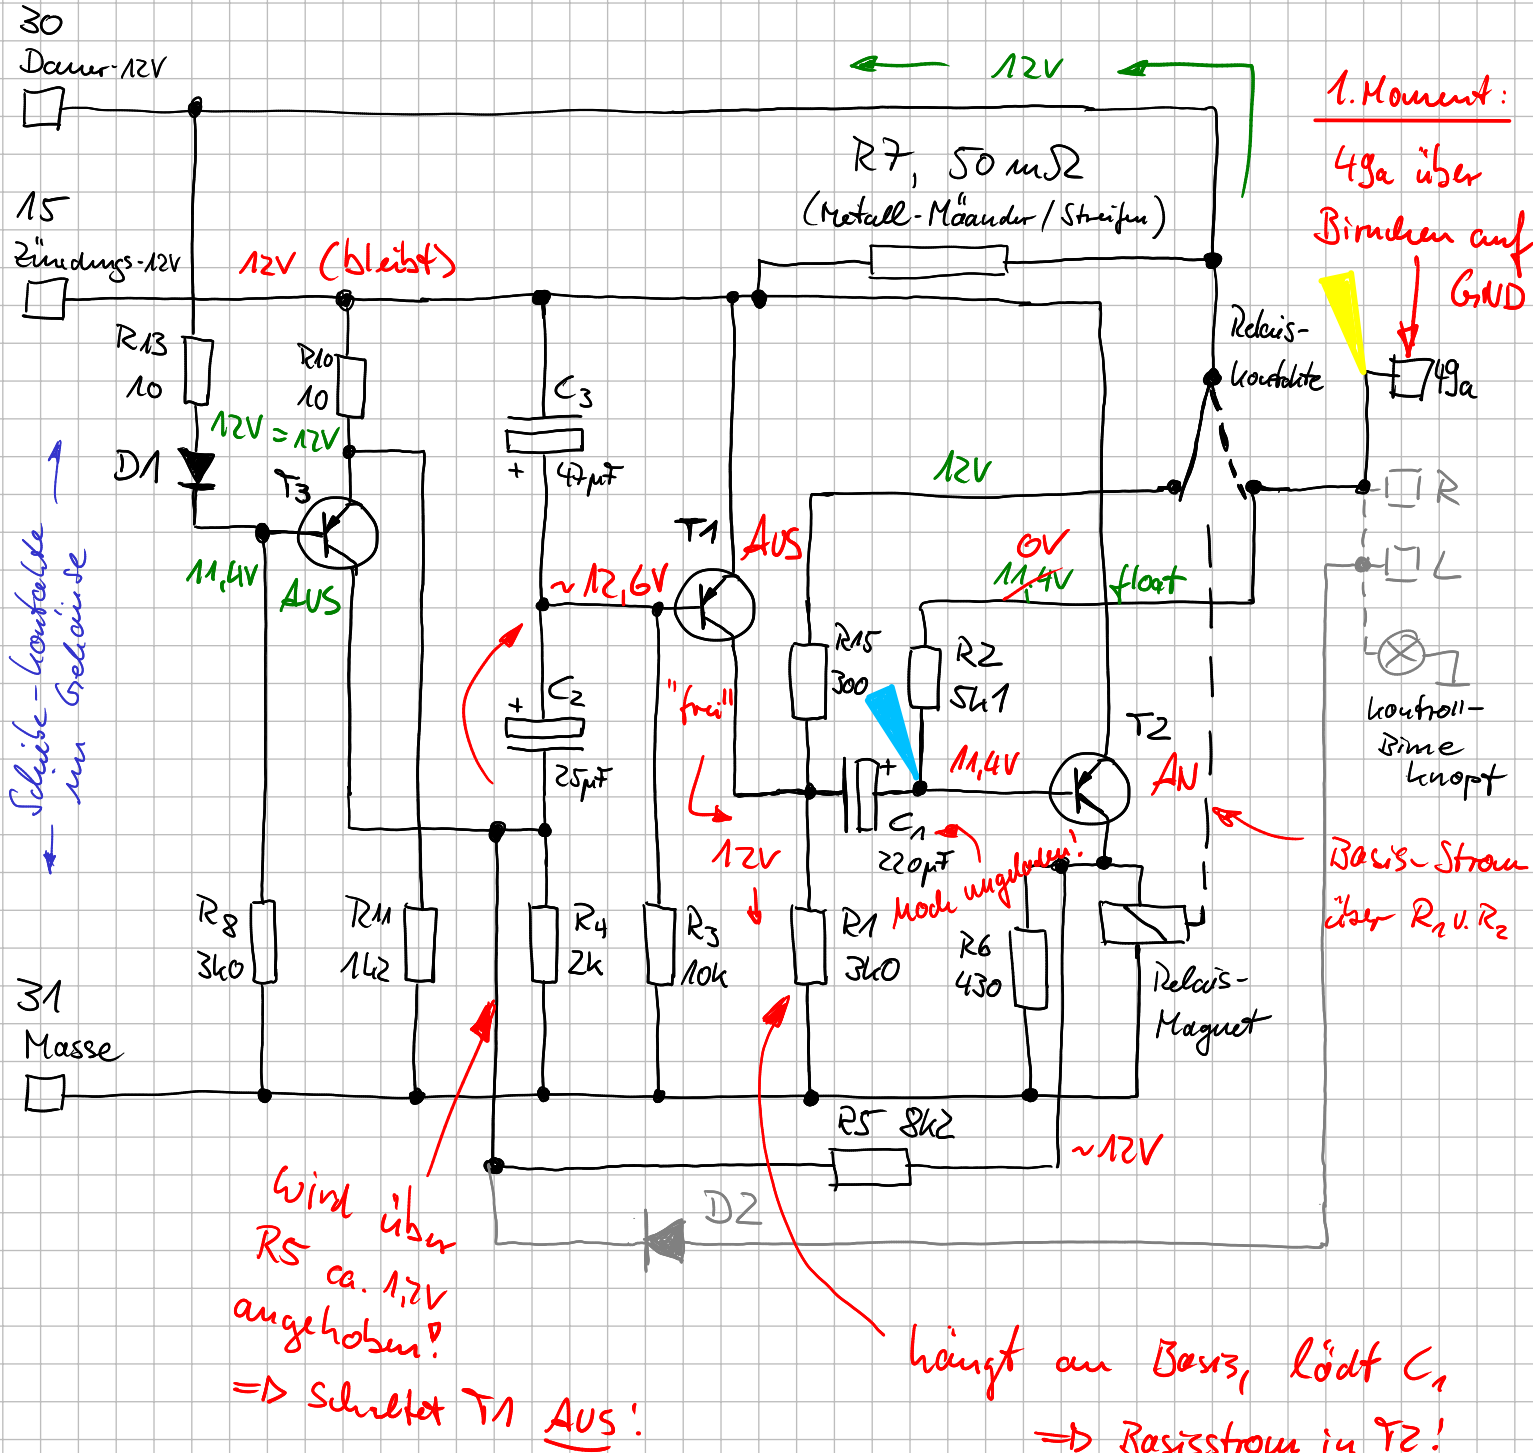 30
Dauer-12V
12V
1. Moment:
49a über
Birnchen auf
GND
R7, 50 mΩ
(Metall-Mäander/Streifen)
15
Zündungs-12V
12V (bleibt)
R13
10
R10
10
C3
+
47µF
Relais-
kontakte
49a
12V = 12V
D1
T3
11,4V
AUS
12V
R
L
T1
AUS
~12,6V
0V
11,4V
float
Schiebe-Kontakte
im Gehäuse
R15
300
R2
5k1
Kontroll-
Birne
knopf
C2
+
25µF
"frei"
12V
+
C1
220µF
Noch ungeladen!
11,4V
T2
AN
Basis-Strom
über R1 u. R2
R8
3k0
R11
1k2
R4
2k
R3
10k
R1
3k0
R6
430
Relais-
Magnet
31
Masse
R5 8k2
~12V
D2
Wird über
R5 ca. 1,2V
angehoben!
=> Schaltet T1 AUS!
hängt an Basis, lädt C1
=> Basisstrom in T2!